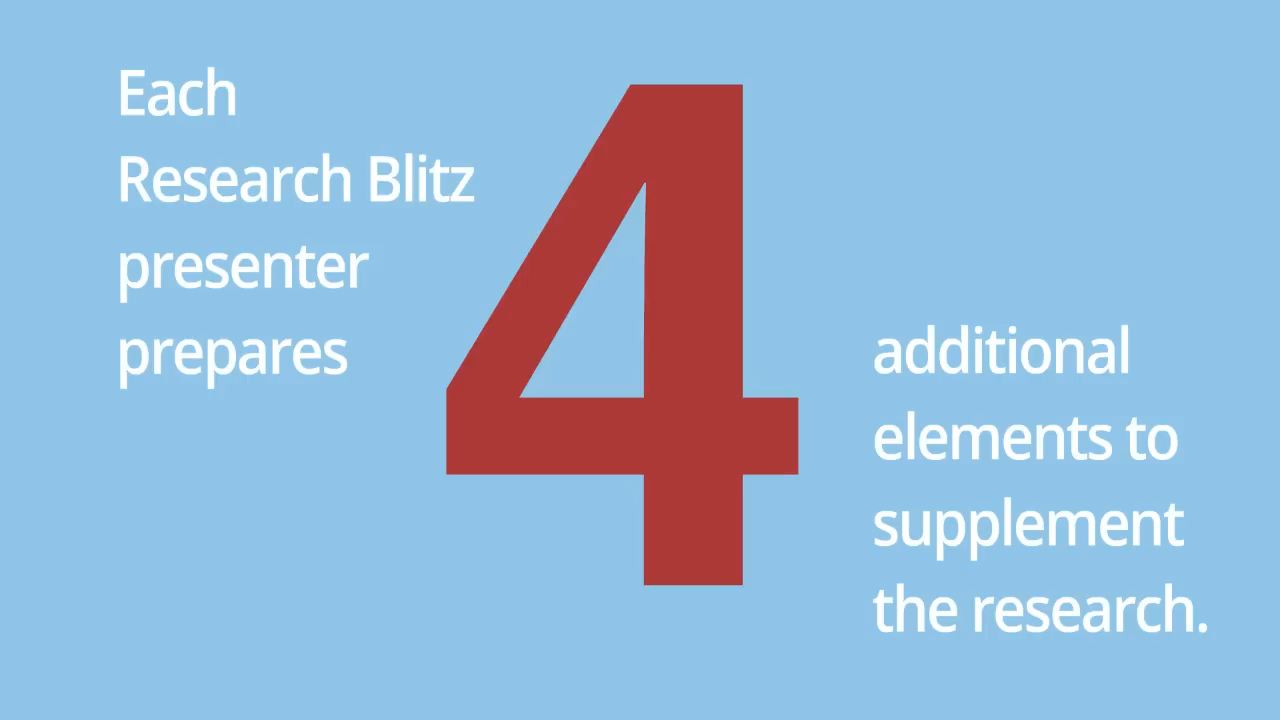 Each
Research Blitz
presenter
prepares
4
additional
elements to
supplement
the research.